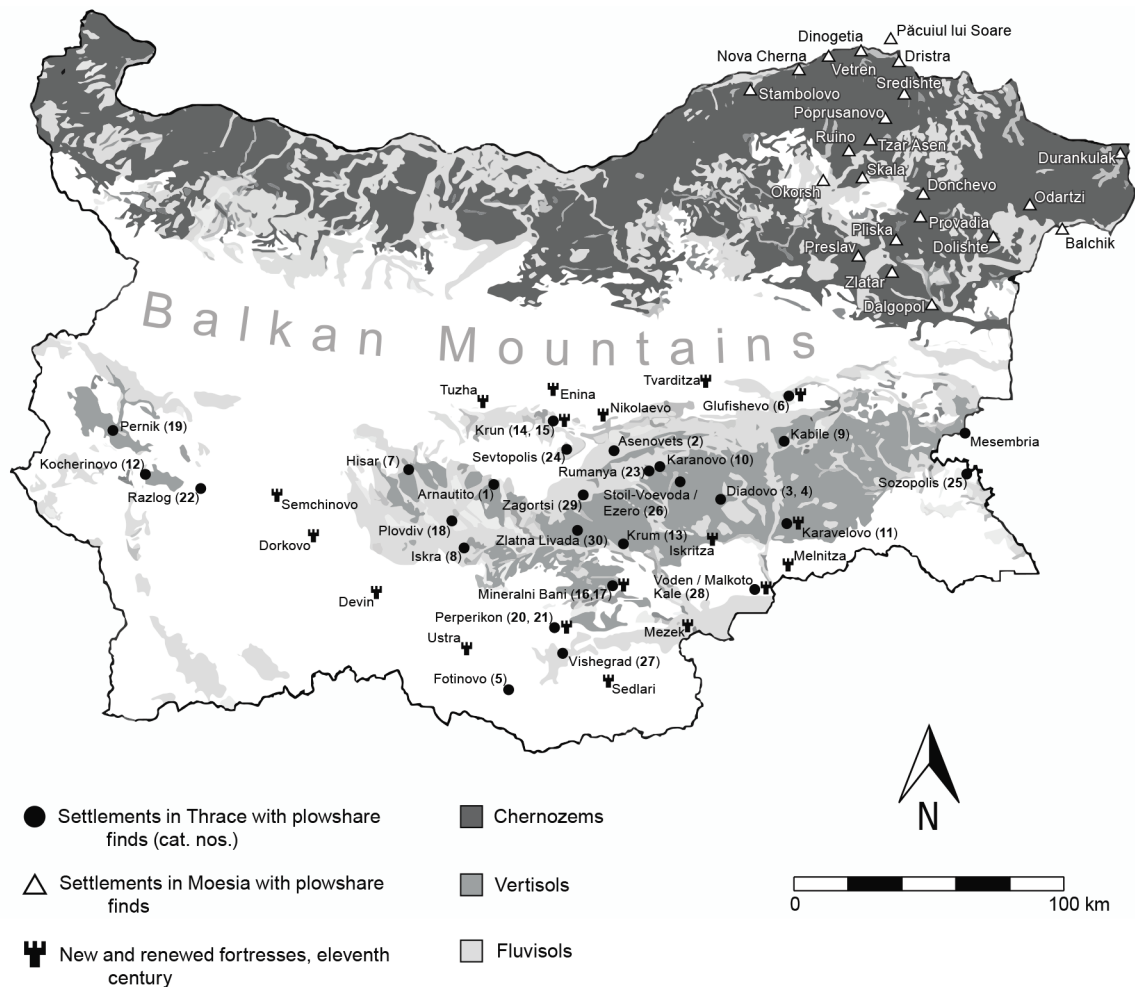 Păcuiul lui Soare
Dinogetia
Nova Cherna
Dristra
Vetren
Sredishte
Stambolovo
Poprusanovo
Ruino
Tzar Asen
Durankulak
Skala
Okorsh
Donchevo
Odartzi
Provadia
Pliska
Dolishte
Balchik
Preslav
Zlatar
Dalgopol
Balkan Mountains
Tvarditza
Tuzha
Enina
Nikolaevo
Glufishevo (6)
Krun (14, 15)
Pernik (19)
Asenovets (2)
Kabile (9)
Mesembria
Sevtopolis (24)
Kocherinovo (12)
Hisar (7)
Rumanya (23)
Karanovo (10)
Sozopolis (25)
Razlog (22)
Arnautito (1)
Diadovo (3, 4)
Semchinovo
Zagortsi
(29)
Stoil-Voevoda /
Ezero (26)
Plovdiv (18)
Karavelovo (11)
Dorkovo
Zlatna Livada (30)
Krum (13)
Iskritza
Iskra (8)
Melnitza
Devin
Mineralni Bani (16,17)
Voden / Malkoto
Kale (28)
Perperikon (20, 21)
Mezek
Ustra
Vishegrad (27)
Fotinovo (5)
Sedlari
N
Settlements in Thrace with plowshare
finds (cat. nos.)
Settlements in Moesia with plowshare
finds
New and renewed fortresses, eleventh
century
Chernozems
Vertisols
Fluvisols
0
100 km